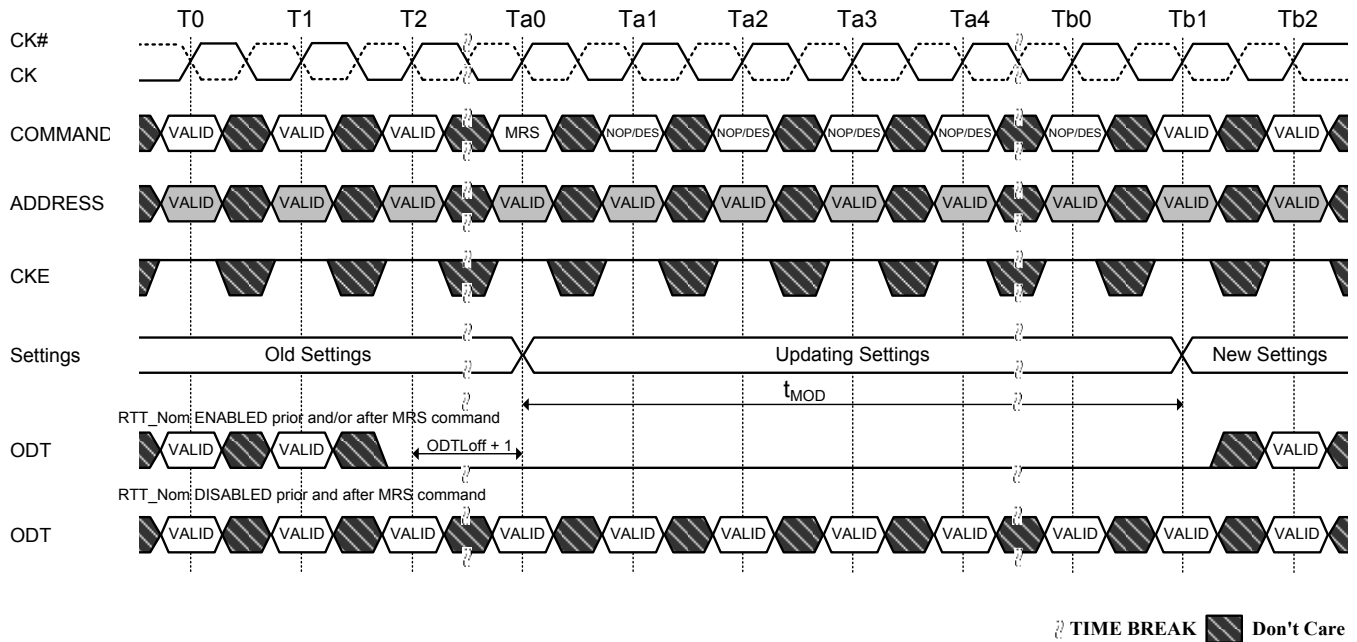 T0 T1 T2 Ta0 Ta1 Ta2 Ta3 Ta4 Tb0 Tb1 Tb2
CK#
CK
COMMAND VALID VALID VALID MRS NOP/DES NOP/DES NOP/DES NOP/DES NOP/DES VALID VALID
ADDRESS VALID VALID VALID VALID VALID VALID VALID VALID VALID VALID VALID
CKE
Settings Old Settings Updating Settings New Settings
tMOD
RTT_Nom ENABLED prior and/or after MRS command
ODT VALID VALID ODTLoff + 1 VALID
RTT_Nom DISABLED prior and after MRS command
ODT VALID VALID VALID VALID VALID VALID VALID VALID VALID VALID VALID
TIME BREAK Don't Care